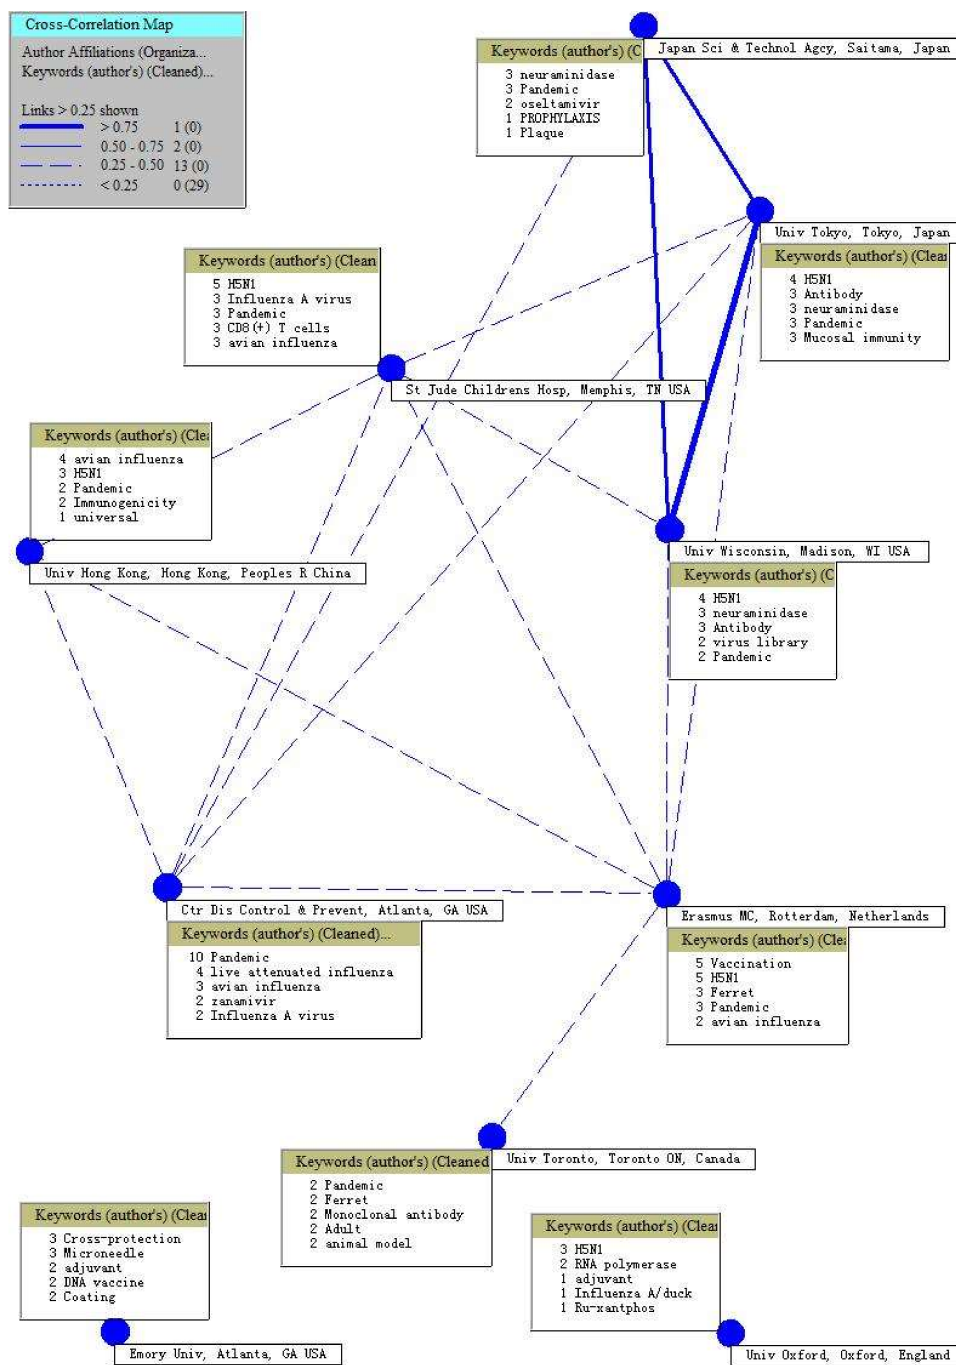 Cross-Correlation Map
Author Affiliations (Organiza...
Keywords (author's) (Cleaned)...
Links > 0.25 shown
> 0.75 1 (0)
0.50 - 0.75 2 (0)
0.25 - 0.50 13 (0)
< 0.25 0 (29)
Japan Sci & Technol Agcy, Saitama, Japan
Keywords (author's) (C
3 neuraminidase
3 Pandemic
2 oseltamivir
1 PROPHYLAXIS
1 Plaque
Univ Tokyo, Tokyo, Japan
Keywords (author's) (Clean
4 H5N1
3 Antibody
3 neuraminidase
3 Pandemic
3 Mucosal immunity
Keywords (author's) (Clean
5 H5N1
3 Influenza A virus
3 Pandemic
3 CD8(+) T cells
3 avian influenza
St Jude Childrens Hosp, Memphis, TN USA
Keywords (author's) (Clea
4 avian influenza
3 H5N1
2 Pandemic
2 Immunogenicity
1 universal
Univ Hong Kong, Hong Kong, Peoples R China
Univ Wisconsin, Madison, WI USA
Keywords (author's) (C
4 H5N1
3 neuraminidase
3 Antibody
2 virus library
2 Pandemic
Ctr Dis Control & Prevent, Atlanta, GA USA
Keywords (author's) (Cleaned)...
10 Pandemic
4 live attenuated influenza
3 avian influenza
2 zanamivir
2 Influenza A virus
Erasmus MC, Rotterdam, Netherlands
Keywords (author's) (Clea
5 Vaccination
5 H5N1
3 Ferret
3 Pandemic
2 avian influenza
Univ Toronto, Toronto ON, Canada
Keywords (author's) (Cleaned
2 Pandemic
2 Ferret
2 Monoclonal antibody
2 Adult
2 animal model
Keywords (author's) (Clea
3 Cross-protection
3 Microneedle
2 adjuvant
2 DNA vaccine
2 Coating
Emory Univ, Atlanta, GA USA
Keywords (author's) (Clean
3 H5N1
2 RNA polymerase
1 adjuvant
1 Influenza A/duck
1 Ru-xantphos
Univ Oxford, Oxford, England